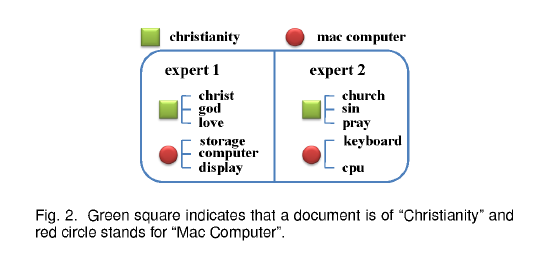 christianity mac computer
expert 1 expert 2
christ
god
love
storage
computer
display
church
sin
pray
keyboard
cpu
Fig. 2. Green square indicates that a document is of “Christianity” and
red circle stands for “Mac Computer”.